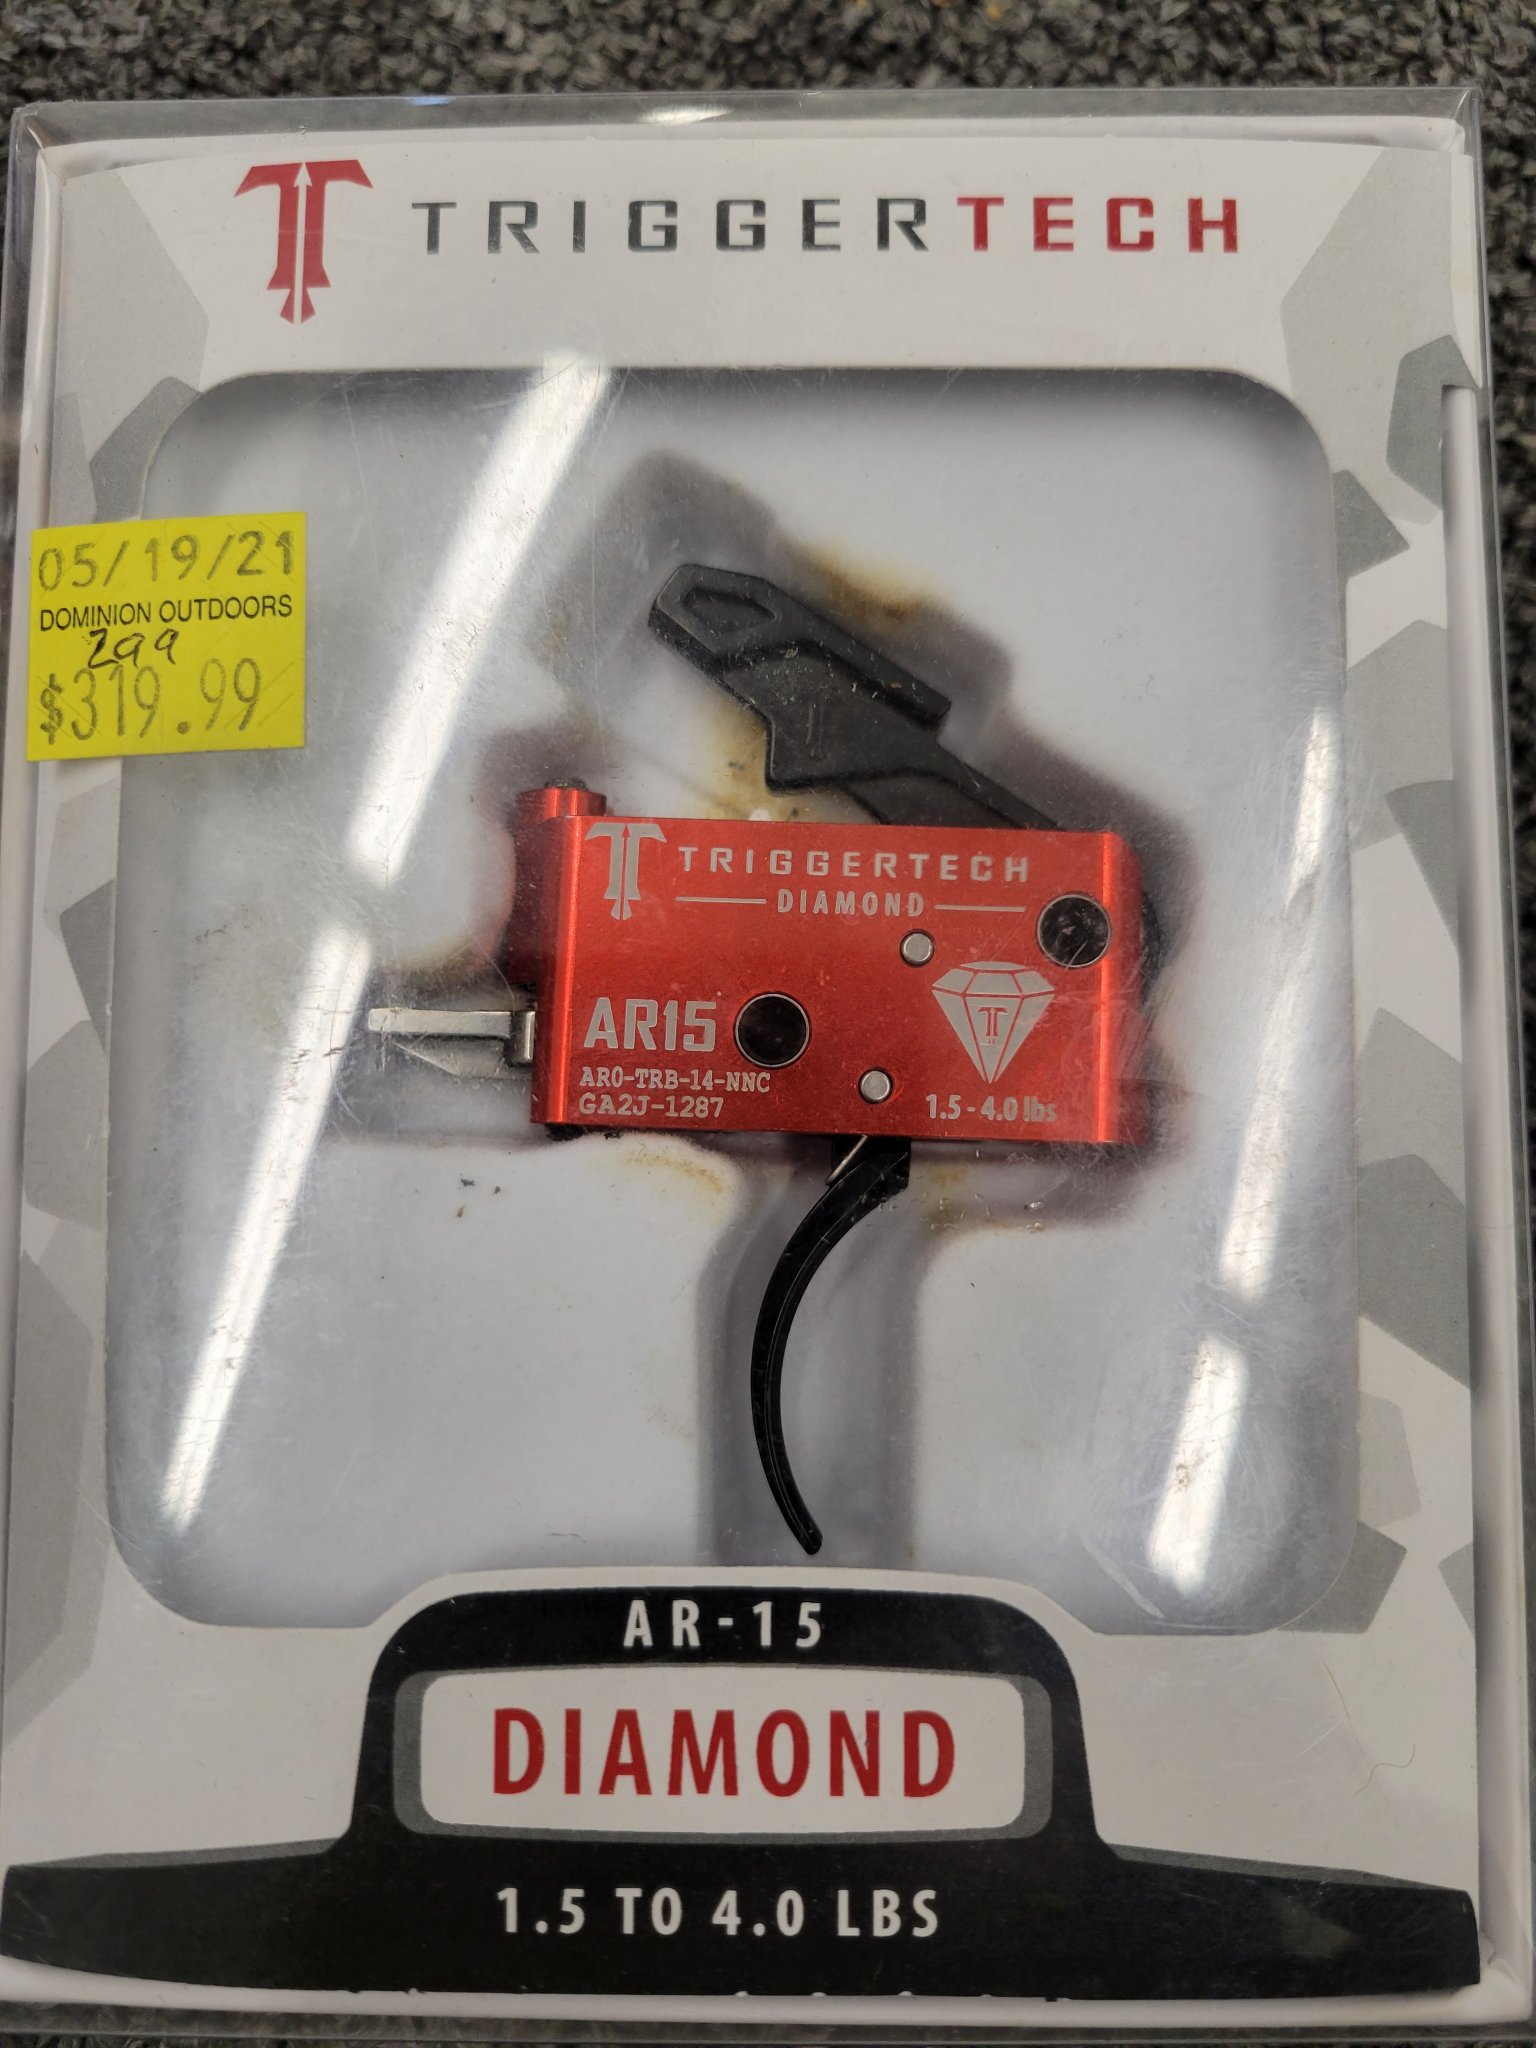 TRIGGERTECH
05/19/21
DOMINION OUTDOORS
299
$319.99
TRIGGERTECH
DIAMOND
AR15
AR0-TRB-14-NNC
GA2J-1287
1.5 - 4.0 lbs
AR-15
DIAMOND
1.5 TO 4.0 LBS